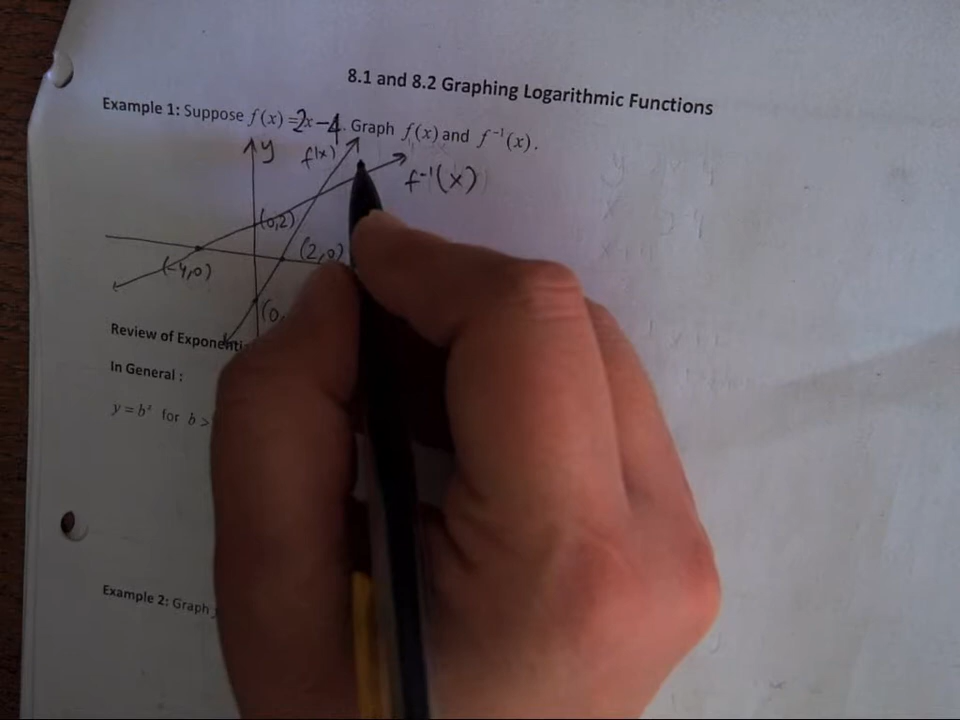 8.1 and 8.2 Graphing Logarithmic Functions
Example 1: Suppose f(x) = 2x - 4. Graph f(x) and f⁻¹(x).
y
f(x)
f⁻¹(x)
(0,2)
(2,0)
(-4,0)
(0,
Review of
In General :
y = bˣ for b >
Example 2: Graph